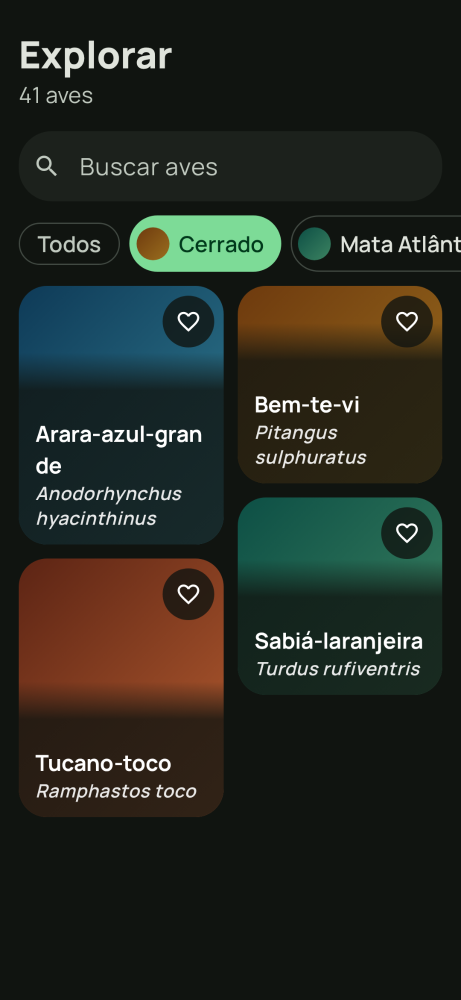 Explorar
41 aves
Buscar aves
Todos
Cerrado
Mata Atlânt
Arara-azul-gran
de
Anodorhynchus
hyacinthinus
Bem-te-vi
Pitangus
sulphuratus
Sabiá-laranjeira
Turdus rufiventris
Tucano-toco
Ramphastos toco